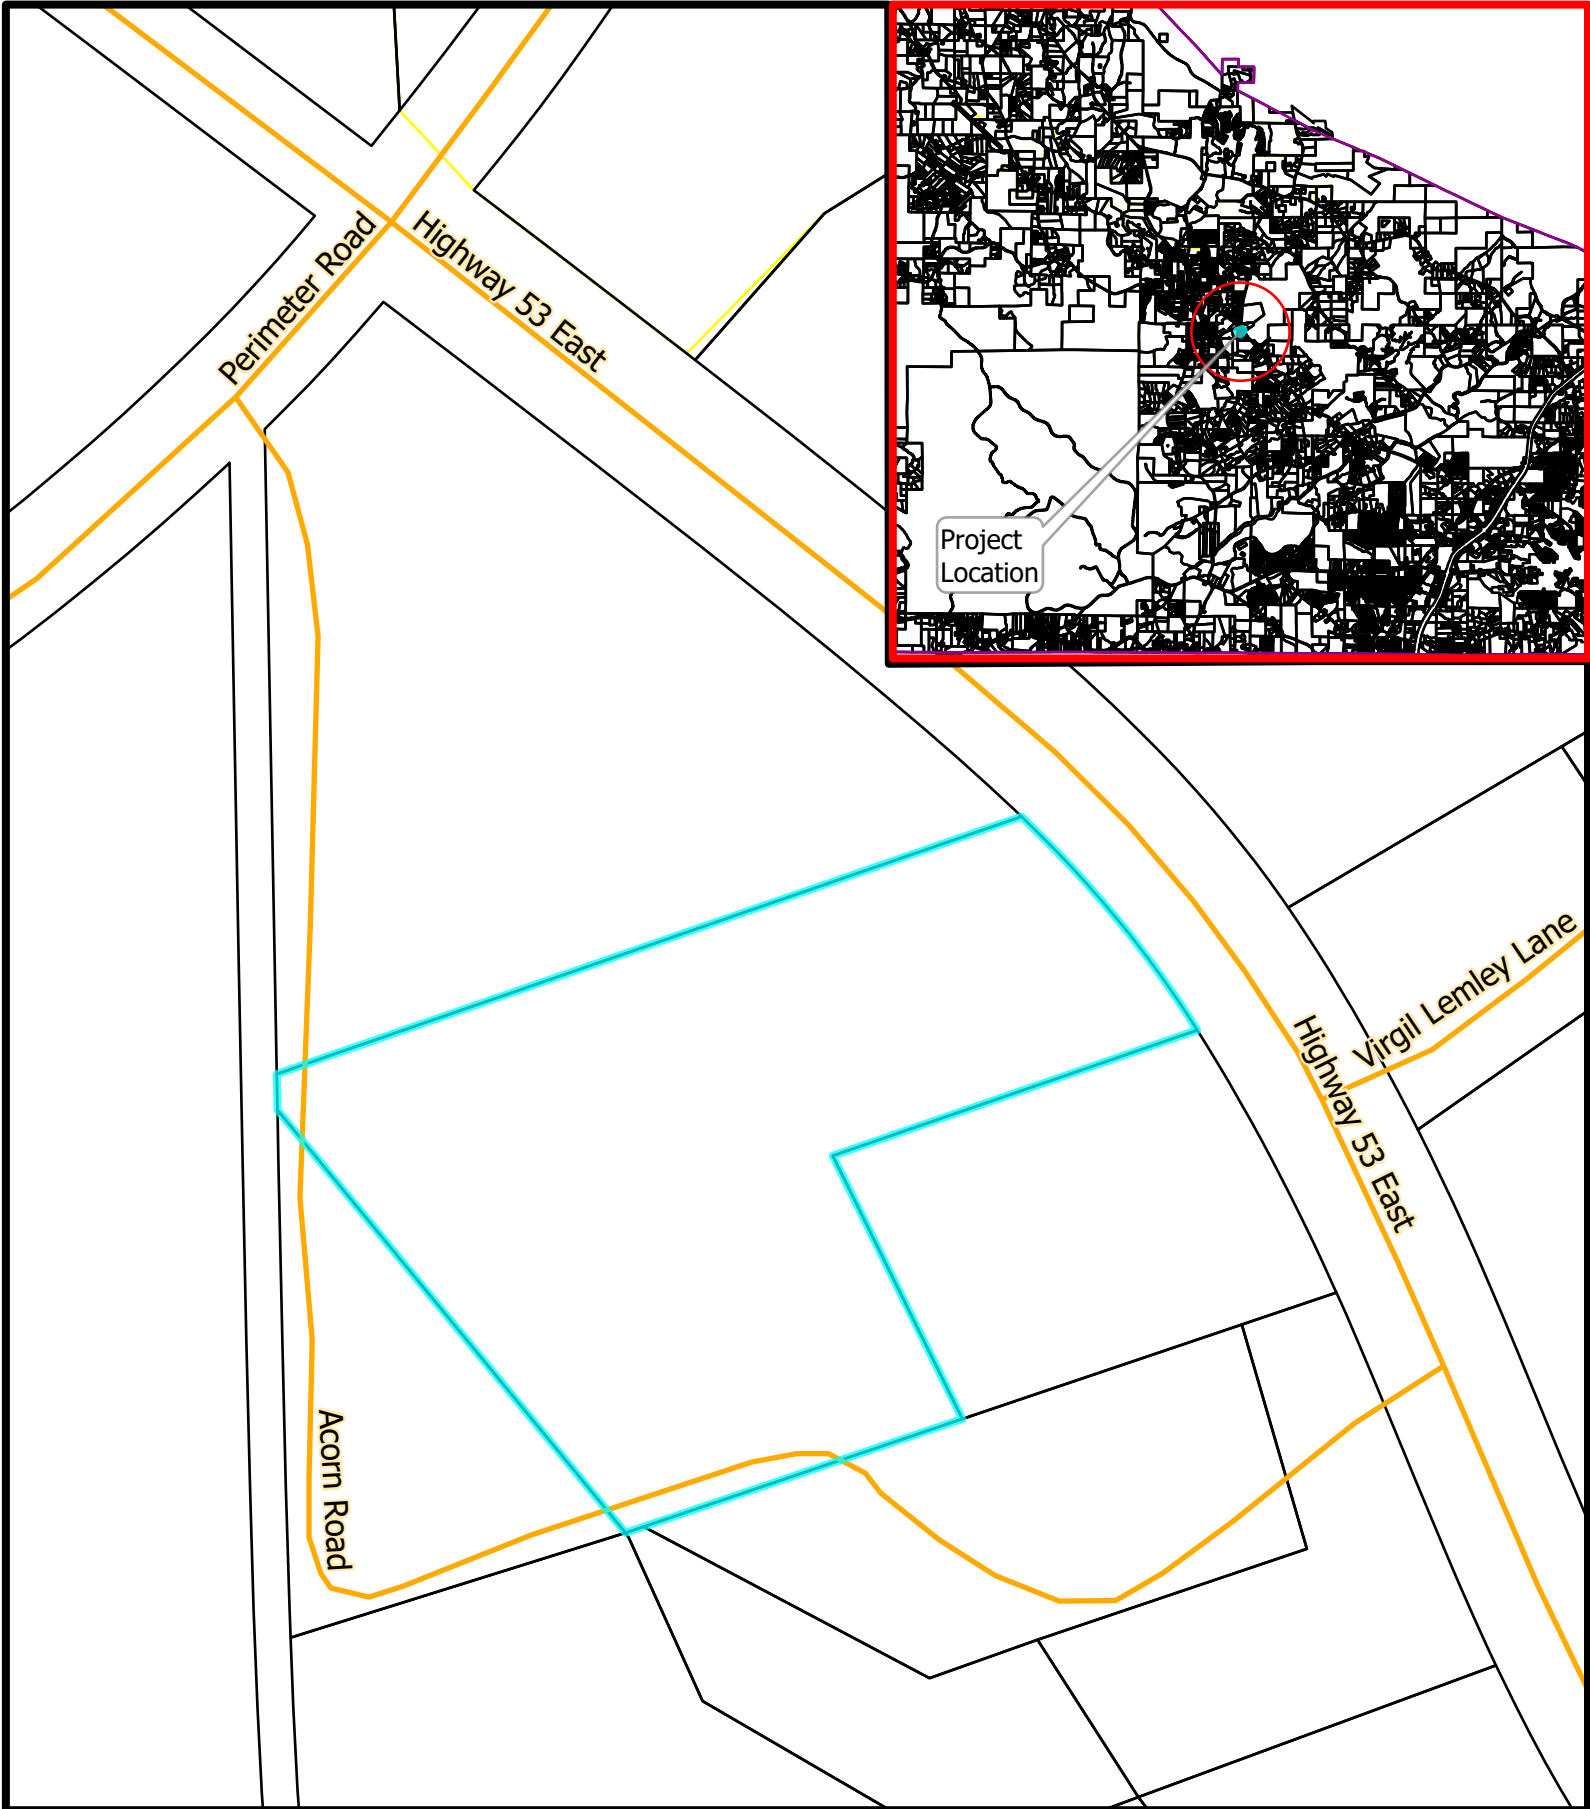 Perimeter Road
Highway 53 East
Project
Location
Virgil Lemley Lane
Highway 53 East
Acorn Road